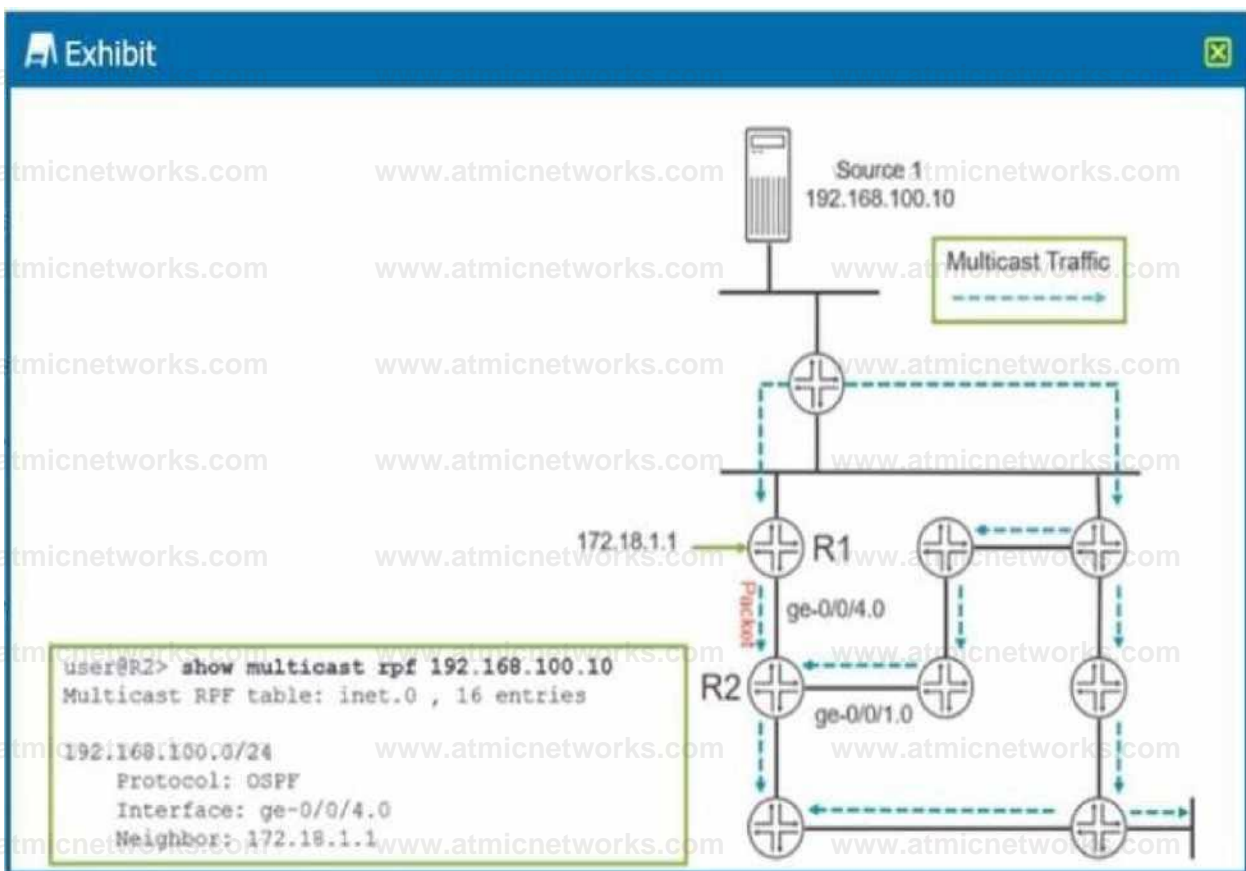 Exhibit
www.atmicnetworks.com
Source 1
192.168.100.10
Multicast Traffic
172.18.1.1
R1
Packet
ge-0/0/4.0
R2
ge-0/0/1.0
user@R2> show multicast rpf 192.168.100.10
Multicast RPF table: inet.0 , 16 entries
192.168.100.0/24
Protocol: OSPF
Interface: ge-0/0/4.0
Neighbor: 172.18.1.1